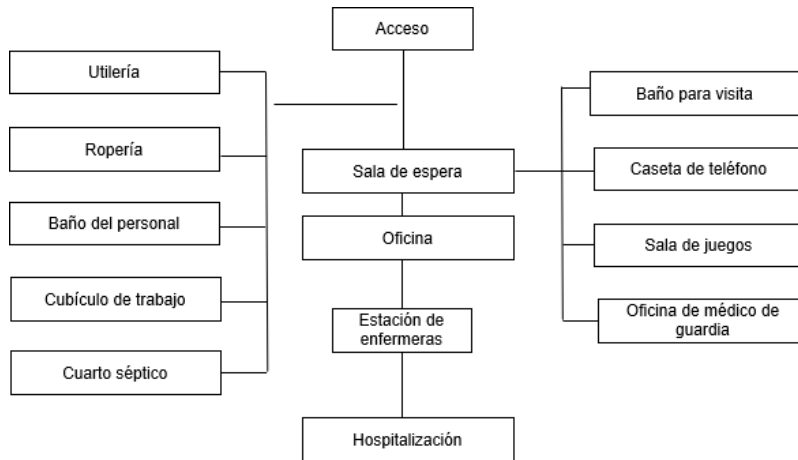 Acceso
Utilería
Ropería
Baño del personal
Cubículo de trabajo
Cuarto séptico
Sala de espera
Oficina
Estación de
enfermeras
Hospitalización
Baño para visita
Caseta de teléfono
Sala de juegos
Oficina de médico de
guardia